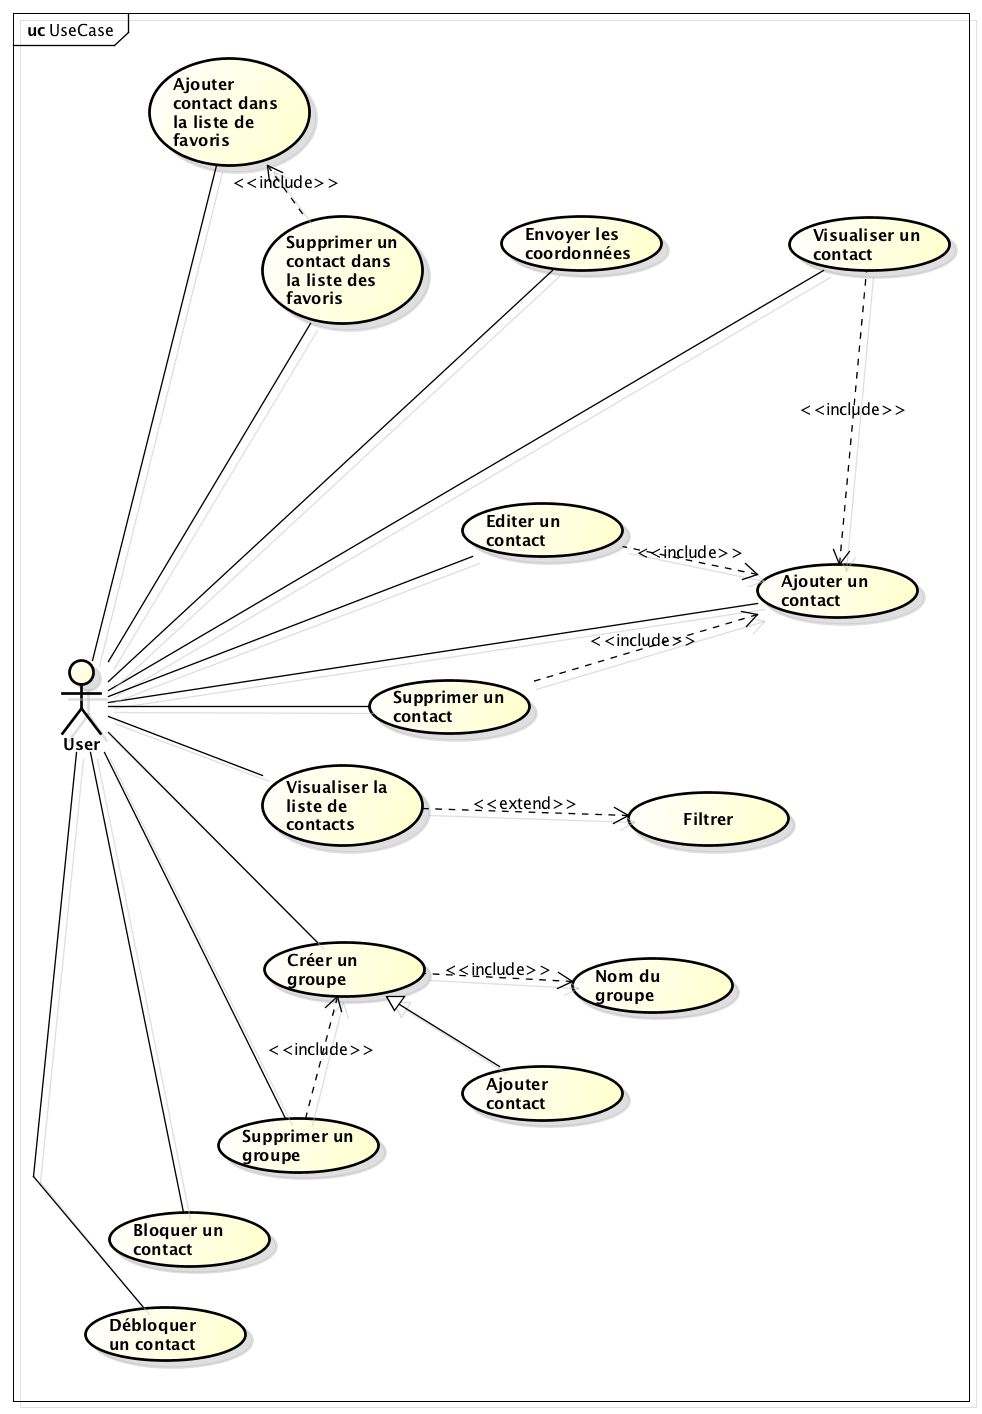 uc UseCase
Ajouter
contact dans
la liste de
favoris
<<include>>
Supprimer un
contact dans
la liste des
favoris
Envoyer les
coordonnées
Visualiser un
contact
<<include>>
Editer un
contact
<<include>>
Ajouter un
contact
<<include>>
Supprimer un
contact
User
Visualiser la
liste de
contacts
<<extend>>
Filtrer
Créer un
groupe
<<include>>
Nom du
groupe
<<include>>
Ajouter
contact
Supprimer un
groupe
Bloquer un
contact
Débloquer
un contact